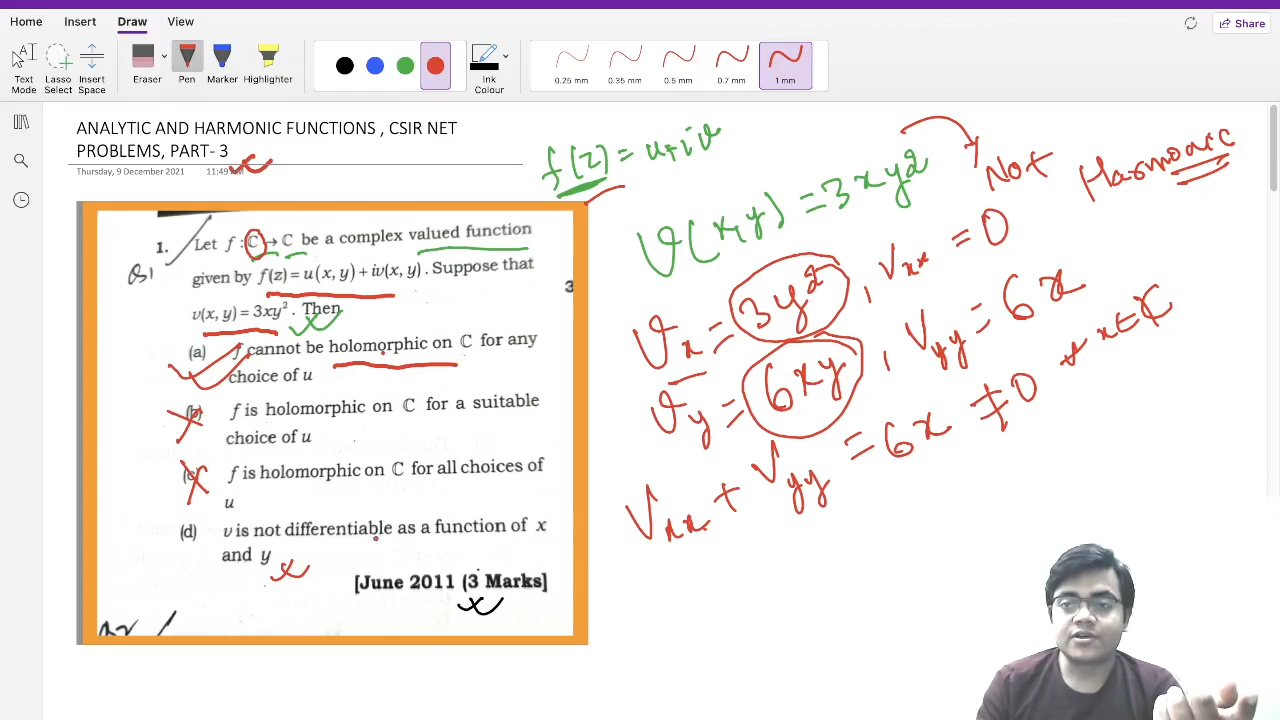 Home Insert Draw View
Share
Text Mode
Lasso Select
Insert Space
Eraser
Pen
Marker
Highlighter
Ink Colour
0.25 mm
0.35 mm
0.5 mm
0.7 mm
1 mm
ANALYTIC AND HARMONIC FUNCTIONS , CSIR NET
PROBLEMS, PART- 3
Thursday, 9 December 2021
f(z) = u+iv
v(x,y) = 3xy²
Not Harmonic
1. Let f : ℂ → ℂ be a complex valued function
given by f(z) = u(x, y) + iv(x, y). Suppose that
v(x, y) = 3xy². Then
(a) f cannot be holomorphic on ℂ for any
choice of u
(b) f is holomorphic on ℂ for a suitable
choice of u
(c) f is holomorphic on ℂ for all choices of
u
(d) v is not differentiable as a function of x
and y
[June 2011 (3 Marks]
3
vx = 3y² , vxx = 0
vy = 6xy , vyy = 6x
vxx + vyy = 6x ≠ 0 ∀ x ∈ ℂ